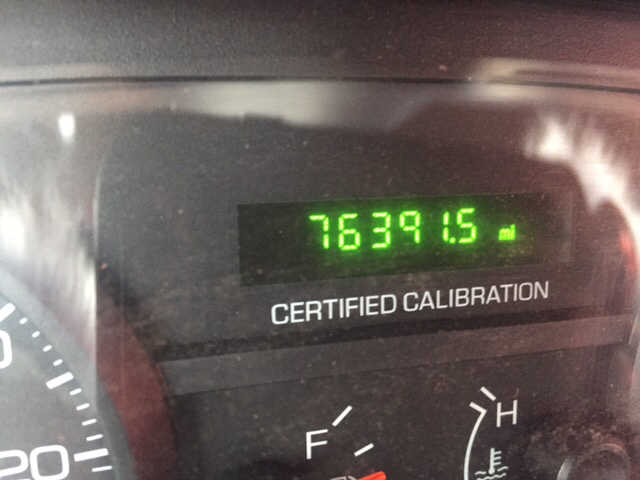 76391.5 mi
CERTIFIED CALIBRATION
F
H
20